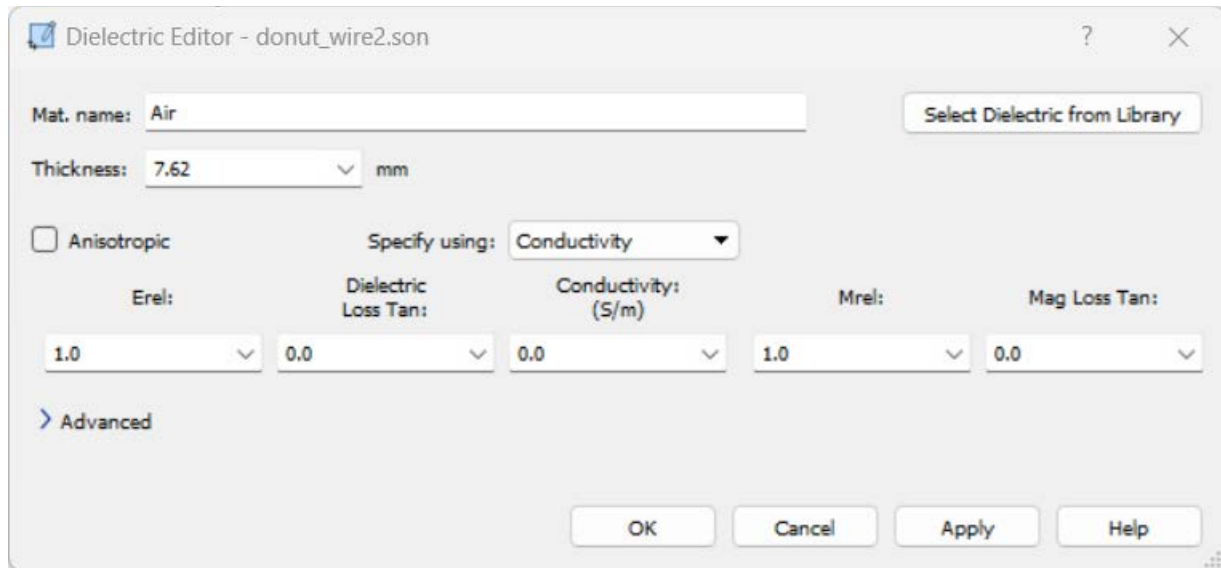 Dielectric Editor - donut_wire2.son ? ×
Mat. name: Air Select Dielectric from Library
Thickness: 7.62 mm
Anisotropic Specify using: Conductivity
Erel: Dielectric Loss Tan: Conductivity: (S/m) Mrel: Mag Loss Tan:
1.0 0.0 0.0 1.0 0.0
Advanced
OK Cancel Apply Help